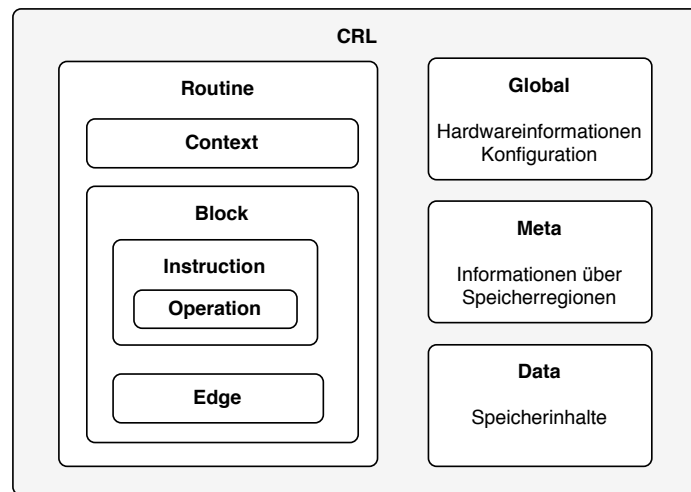 CRL
Routine
Context
Block
Instruction
Operation
Edge
Global
Hardwareinformationen
Konfiguration
Meta
Informationen über
Speicherregionen
Data
Speicherinhalte